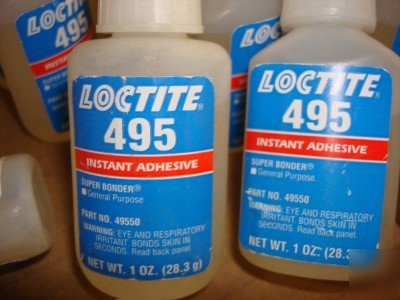 LOCTITE®
495
INSTANT ADHESIVE
SUPER BONDER®
General Purpose
PART NO. 49550
WARNING: EYE AND RESPIRATORY
IRRITANT. BONDS SKIN IN
SECONDS. Read back panel.
NET WT. 1 OZ. (28.3 g)
LOCTITE®
495
INSTANT ADHESIVE
SUPER BONDER®
General Purpose
PART NO. 49550
WARNING: EYE AND RESPIRATORY
IRRITANT. BONDS SKIN IN
SECONDS. Read back panel.
NET WT. 1 OZ. (28.3
LOCTITE
495